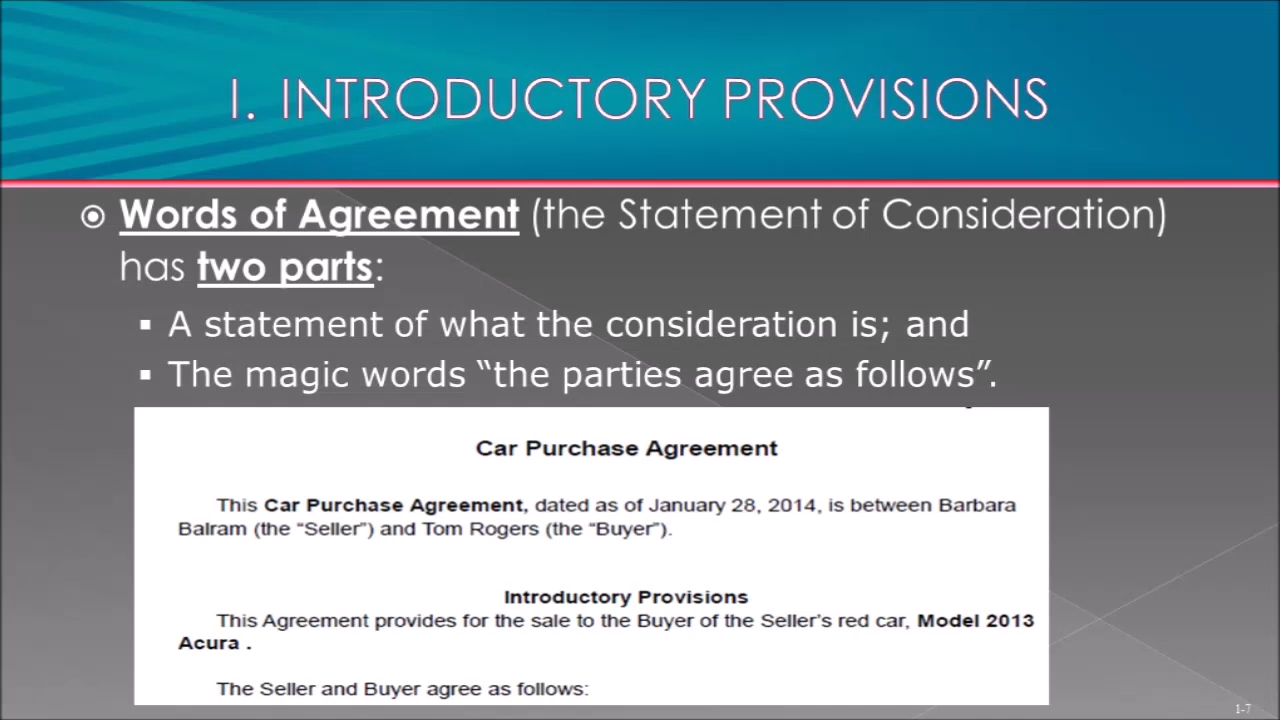 I. INTRODUCTORY PROVISIONS
Words of Agreement (the Statement of Consideration)
has two parts:
A statement of what the consideration is; and
The magic words “the parties agree as follows”.
Car Purchase Agreement
This Car Purchase Agreement, dated as of January 28, 2014, is between Barbara
Balram (the “Seller”) and Tom Rogers (the “Buyer”).
Introductory Provisions
This Agreement provides for the sale to the Buyer of the Seller’s red car, Model 2013
Acura .
The Seller and Buyer agree as follows:
1-7